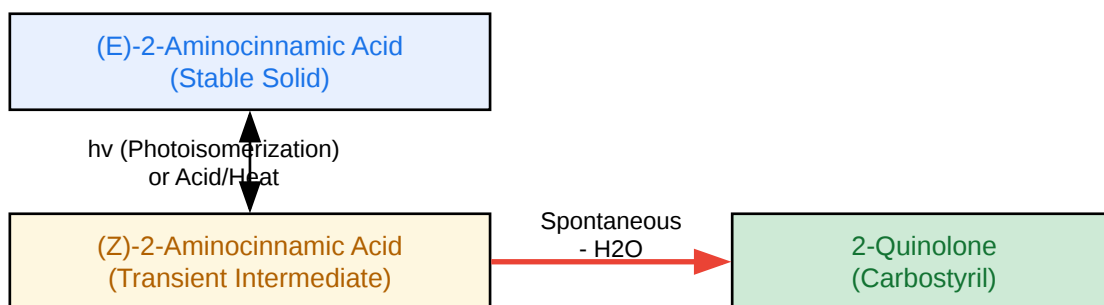 (E)-2-Aminocinnamic Acid
(Stable Solid)
hv (Photoisomerization)
or Acid/Heat
(Z)-2-Aminocinnamic Acid
(Transient Intermediate)
Spontaneous
- H2O
2-Quinolone
(Carbostyril)